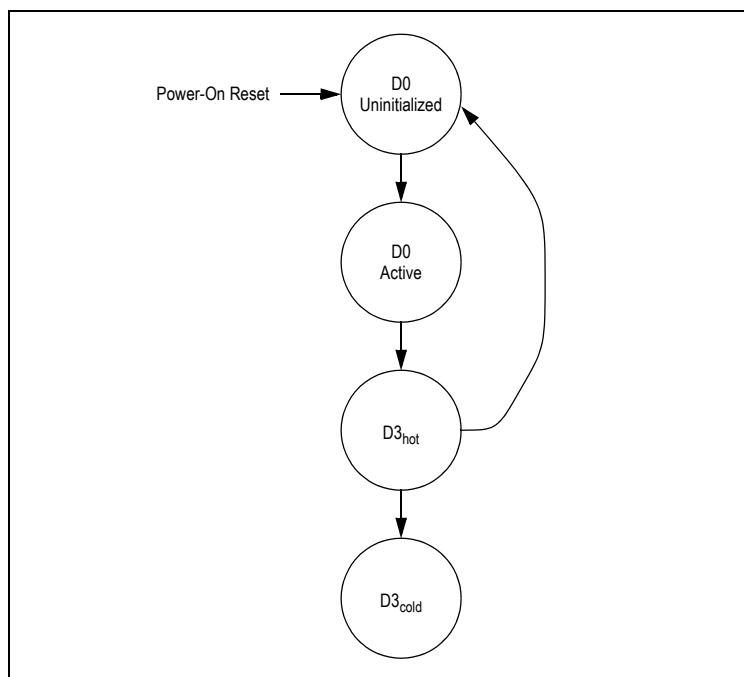 Power-On Reset
D0
Uninitialized
D0
Active
D3hot
D3cold